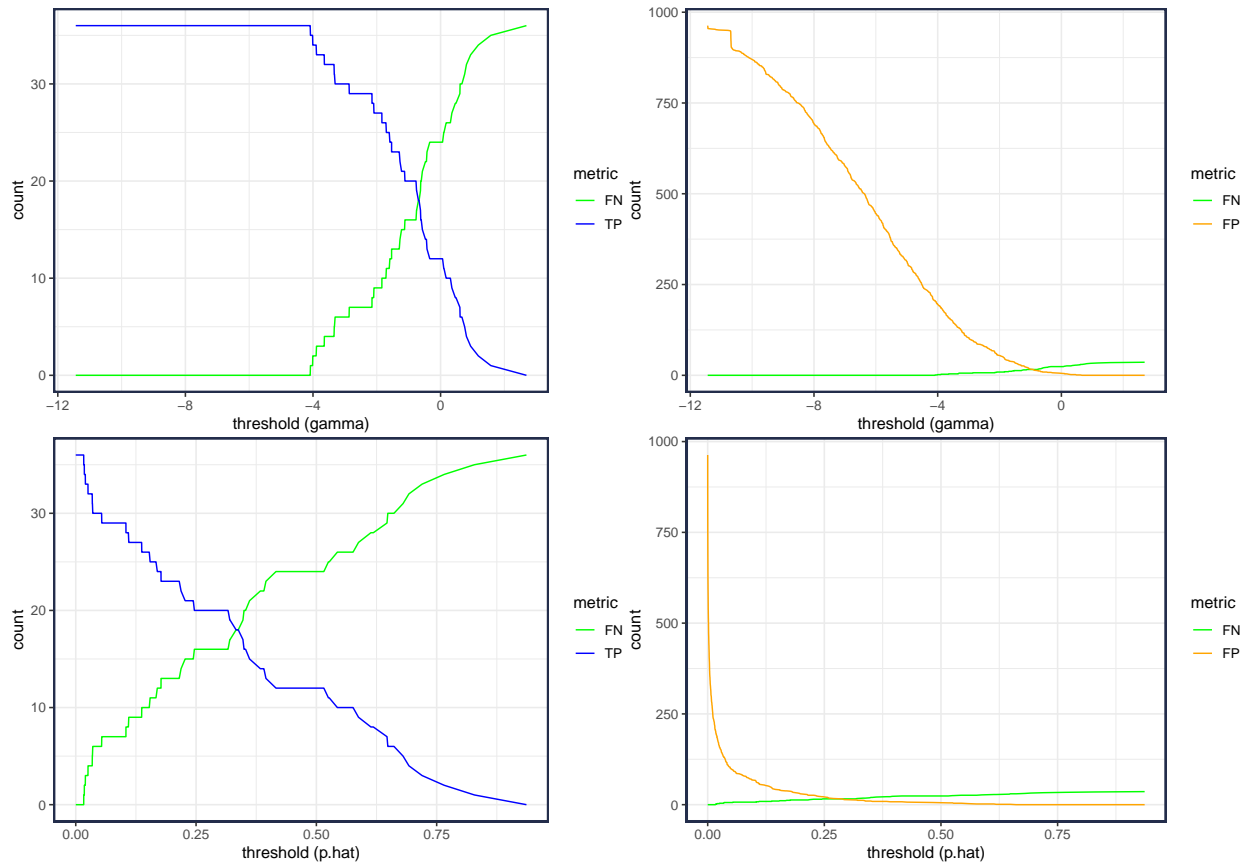 30
20
10
0
count
−12
−8
−4
0
threshold (gamma)
metric
FN
TP
1000
750
500
250
0
count
−12
−8
−4
0
threshold (gamma)
metric
FN
FP
30
20
10
0
count
0.00
0.25
0.50
0.75
threshold (p.hat)
metric
FN
TP
1000
750
500
250
0
count
0.00
0.25
0.50
0.75
threshold (p.hat)
metric
FN
FP